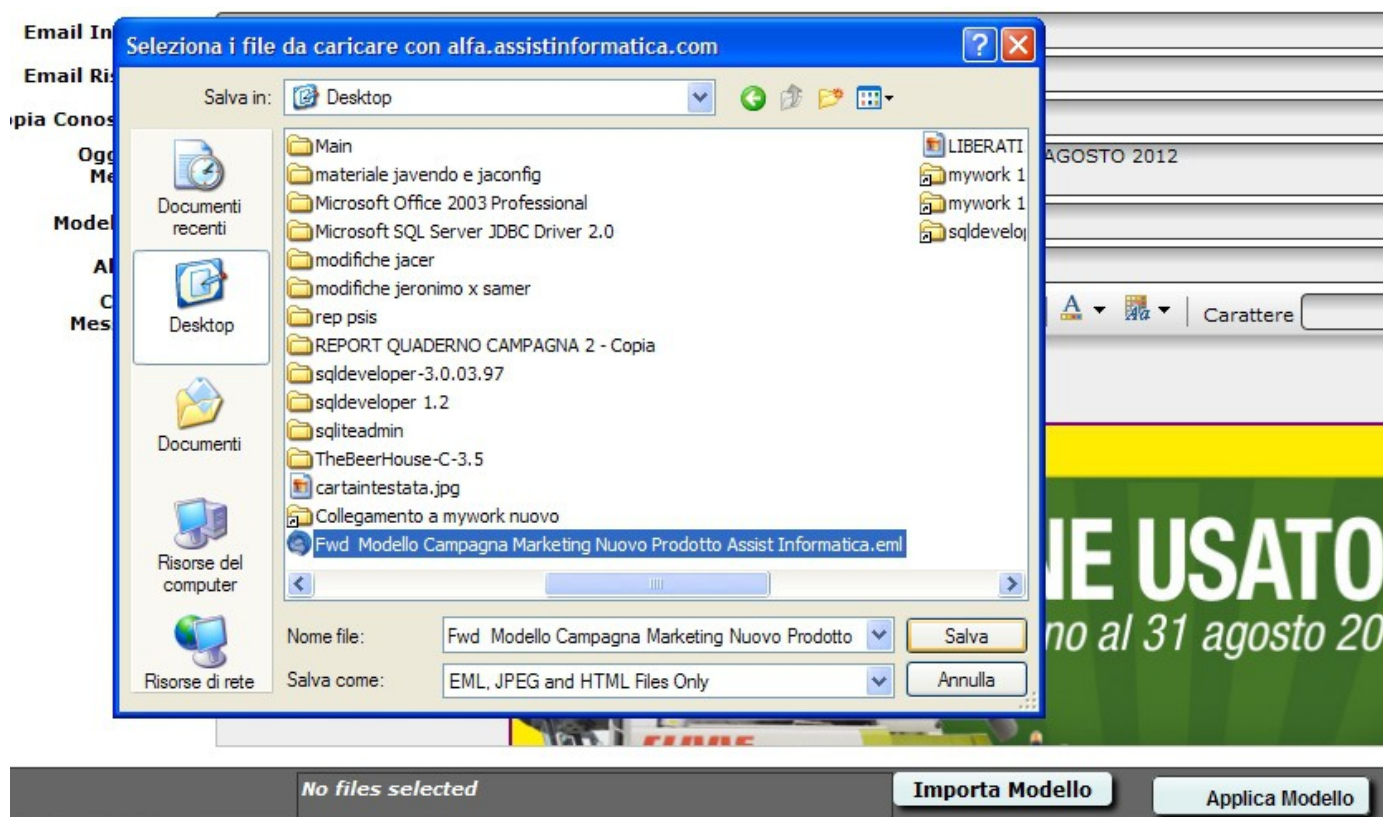 Email In
Seleziona i file da caricare con alfa.assistinformatica.com
Email Ris
Salva in: Desktop
pia Conos
Ogg
Me
AGOSTO 2012
Model
Al
C
Mes
Documenti recenti
Desktop
Documenti
Risorse del computer
Risorse di rete
Main
materiale javendo e jaconfig
Microsoft Office 2003 Professional
Microsoft SQL Server JDBC Driver 2.0
modifiche jacer
modifiche jeronimo x samer
rep psis
REPORT QUADERNO CAMPAGNA 2 - Copia
sqldeveloper-3.0.03.97
sqldeveloper 1.2
sqliteadmin
TheBeerHouse-C-3.5
cartaintestata.jpg
Collegamento a mywork nuovo
Fwd Modello Campagna Marketing Nuovo Prodotto Assist Informatica.eml
LIBERATI
mywork 1
mywork 1
sqldevelo
Carattere
Nome file: Fwd Modello Campagna Marketing Nuovo Prodotto Salva
Salva come: EML, JPEG and HTML Files Only Annulla
NE USATO
no al 31 agosto 20
No files selected
Importa Modello
Applica Modello